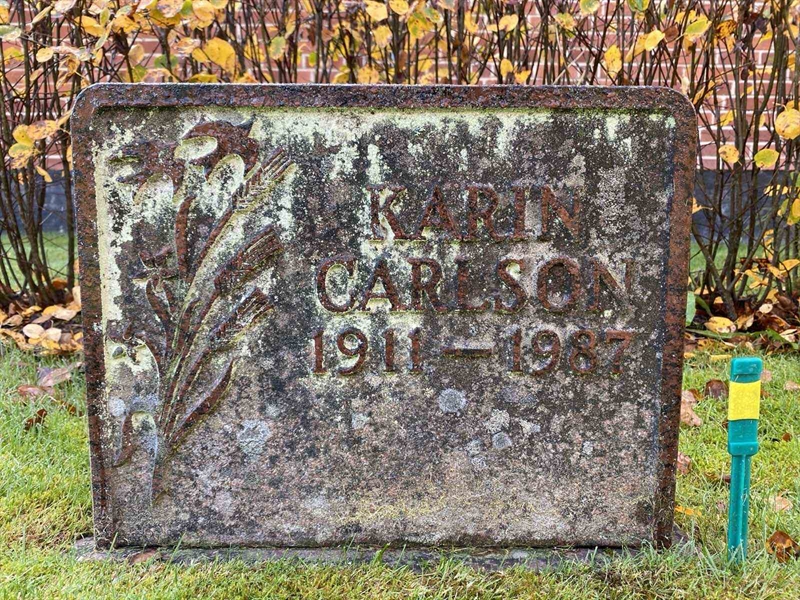 KARIN
CARLSON
1911 — 1987